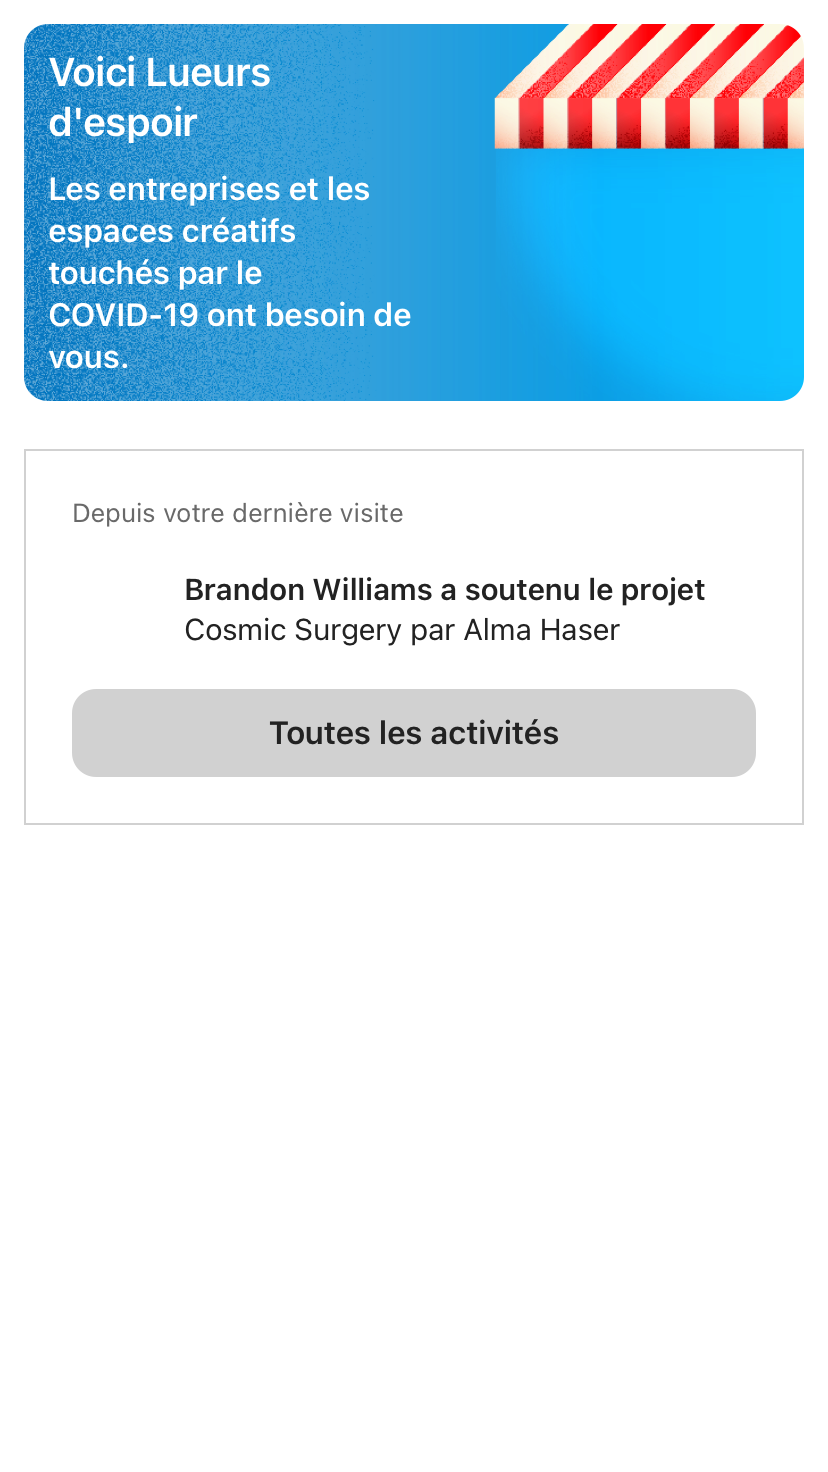 Voici Lueurs
d'espoir
Les entreprises et les
espaces créatifs
touchés par le
COVID-19 ont besoin de
vous.
Depuis votre dernière visite
Brandon Williams a soutenu le projet
Cosmic Surgery par Alma Haser
Toutes les activités